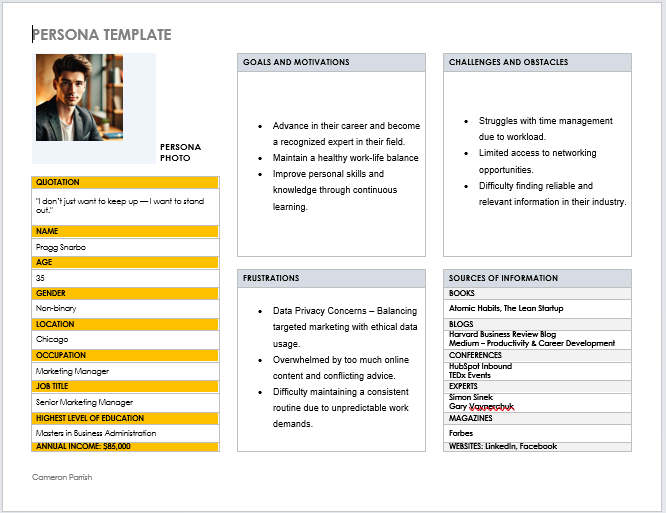 PERSONA TEMPLATE
PERSONA
PHOTO
QUOTATION
"I don't just want to keep up — I want to stand
out."
NAME
Pragg Snarbo
AGE
35
GENDER
Non-binary
LOCATION
Chicago
OCCUPATION
Marketing Manager
JOB TITLE
Senior Marketing Manager
HIGHEST LEVEL OF EDUCATION
Masters in Business Administration
ANNUAL INCOME: $85,000
GOALS AND MOTIVATIONS
• Advance in their career and become
a recognized expert in their field.
• Maintain a healthy work-life balance
• Improve personal skills and
knowledge through continuous
learning.
CHALLENGES AND OBSTACLES
• Struggles with time management
due to workload.
• Limited access to networking
opportunities.
• Difficulty finding reliable and
relevant information in their industry.
FRUSTRATIONS
• Data Privacy Concerns – Balancing
targeted marketing with ethical data
usage.
• Overwhelmed by too much online
content and conflicting advice.
• Difficulty maintaining a consistent
routine due to unpredictable work
demands.
SOURCES OF INFORMATION
BOOKS
Atomic Habits, The Lean Startup
BLOGS
Harvard Business Review Blog
Medium – Productivity & Career Development
CONFERENCES
HubSpot Inbound
TEDx Events
EXPERTS
Simon Sinek
Gary Vaynerchuk
MAGAZINES
Forbes
WEBSITES: LinkedIn, Facebook
Cameron Parrish